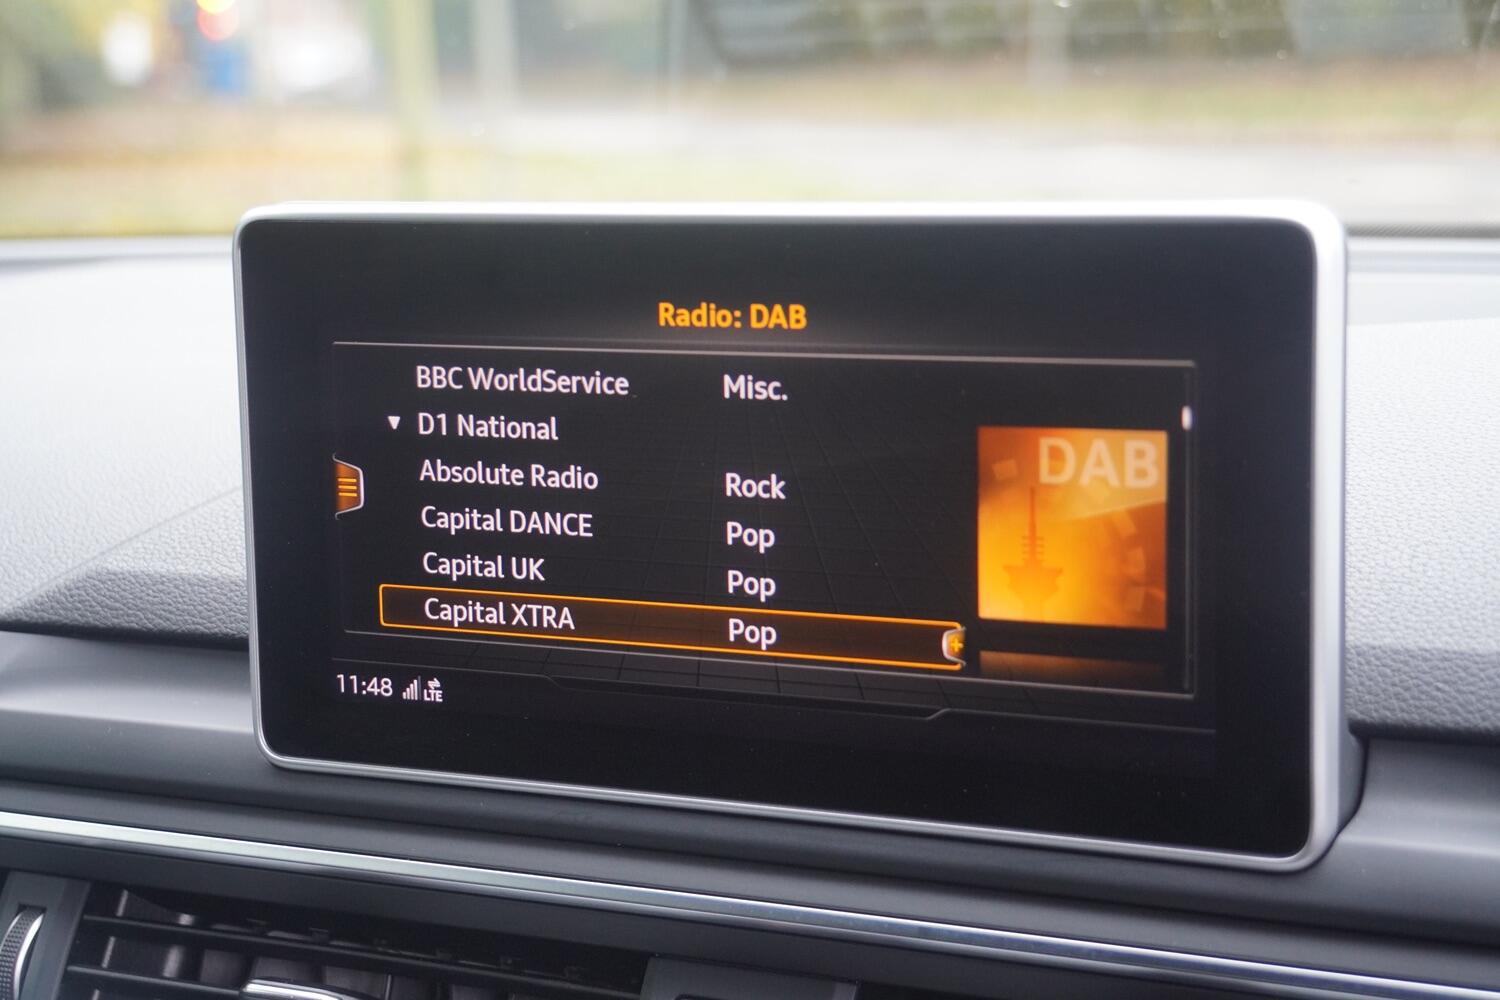 Radio: DAB
BBC WorldService Misc.
D1 National
Absolute Radio Rock
Capital DANCE Pop
Capital UK Pop
Capital XTRA Pop
DAB
11:48 LTE